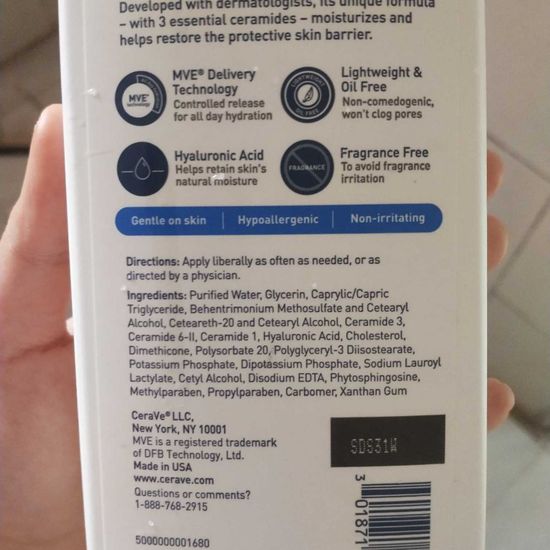 Developed with dermatologists, its unique formula
– with 3 essential ceramides – moisturizes and
helps restore the protective skin barrier.
MVE® Delivery
Technology
Controlled release
for all day hydration
MVE®
technology
Lightweight &
Oil Free
Non-comedogenic,
won't clog pores
LIGHTWEIGHT
OIL FREE
Hyaluronic Acid
Helps retain skin's
natural moisture
Fragrance Free
To avoid fragrance
irritation
FRAGRANCE
Gentle on skin | Hypoallergenic | Non-irritating
Directions: Apply liberally as often as needed, or as
directed by a physician.
Ingredients: Purified Water, Glycerin, Caprylic/Capric
Triglyceride, Behentrimonium Methosulfate and Cetearyl
Alcohol, Ceteareth-20 and Cetearyl Alcohol, Ceramide 3,
Ceramide 6-II, Ceramide 1, Hyaluronic Acid, Cholesterol,
Dimethicone, Polysorbate 20, Polyglyceryl-3 Diisostearate,
Potassium Phosphate, Dipotassium Phosphate, Sodium Lauroyl
Lactylate, Cetyl Alcohol, Disodium EDTA, Phytosphingosine,
Methylparaben, Propylparaben, Carbomer, Xanthan Gum
CeraVe® LLC,
New York, NY 10001
MVE is a registered trademark
of DFB Technology, Ltd.
Made in USA
www.cerave.com
Questions or comments?
1-888-768-2915
5000000001680
SDS31W
3 01871